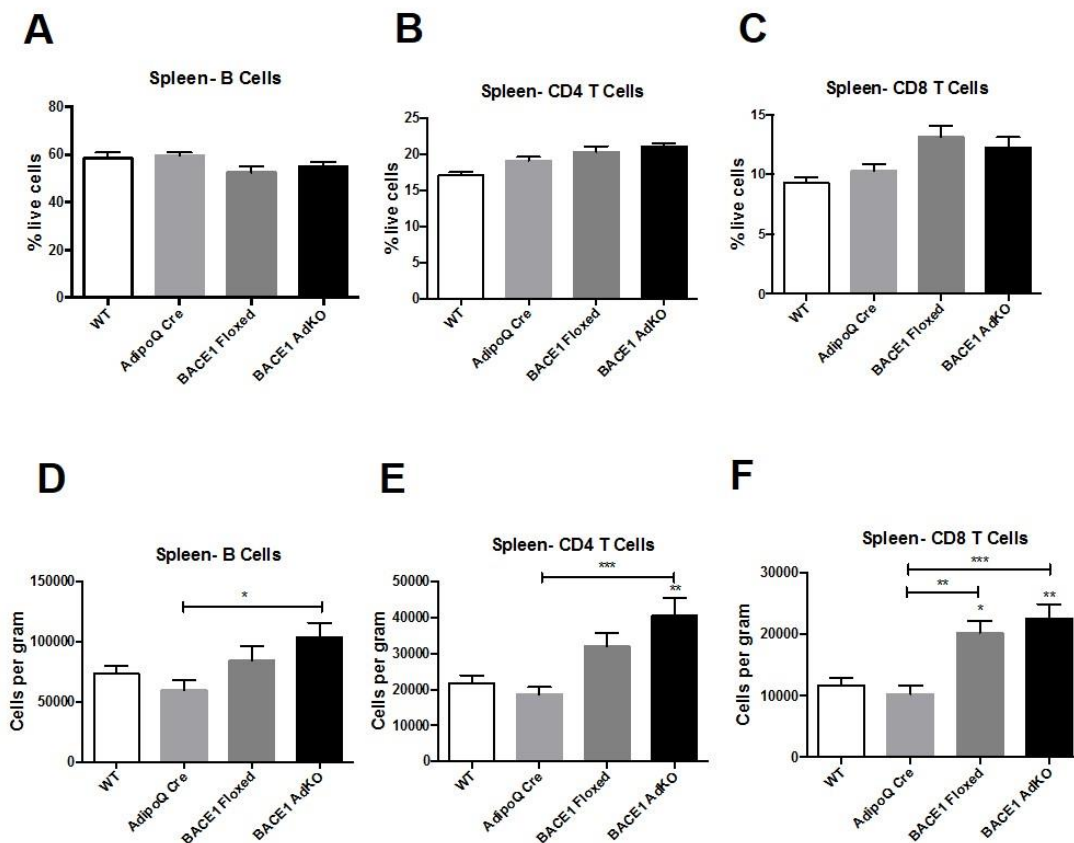 A
Spleen- B Cells
% live cells
80
60
40
20
0
WT
AdipoQ Cre
BACE1 Floxed
BACE1 AdKO
B
Spleen- CD4 T Cells
% live cells
25
20
15
10
5
0
WT
AdipoQ Cre
BACE1 Floxed
BACE1 AdKO
C
Spleen- CD8 T Cells
% live cells
15
10
5
0
WT
AdipoQ Cre
BACE1 Floxed
BACE1 AdKO
D
Spleen- B Cells
Cells per gram
150000
100000
50000
0
*
WT
AdipoQ Cre
BACE1 Floxed
BACE1 AdKO
E
Spleen- CD4 T Cells
Cells per gram
50000
40000
30000
20000
10000
0
***
**
WT
AdipoQ Cre
BACE1 Floxed
BACE1 AdKO
F
Spleen- CD8 T Cells
Cells per gram
30000
20000
10000
0
***
**
*
**
WT
AdipoQ Cre
BACE1 Floxed
BACE1 AdKO